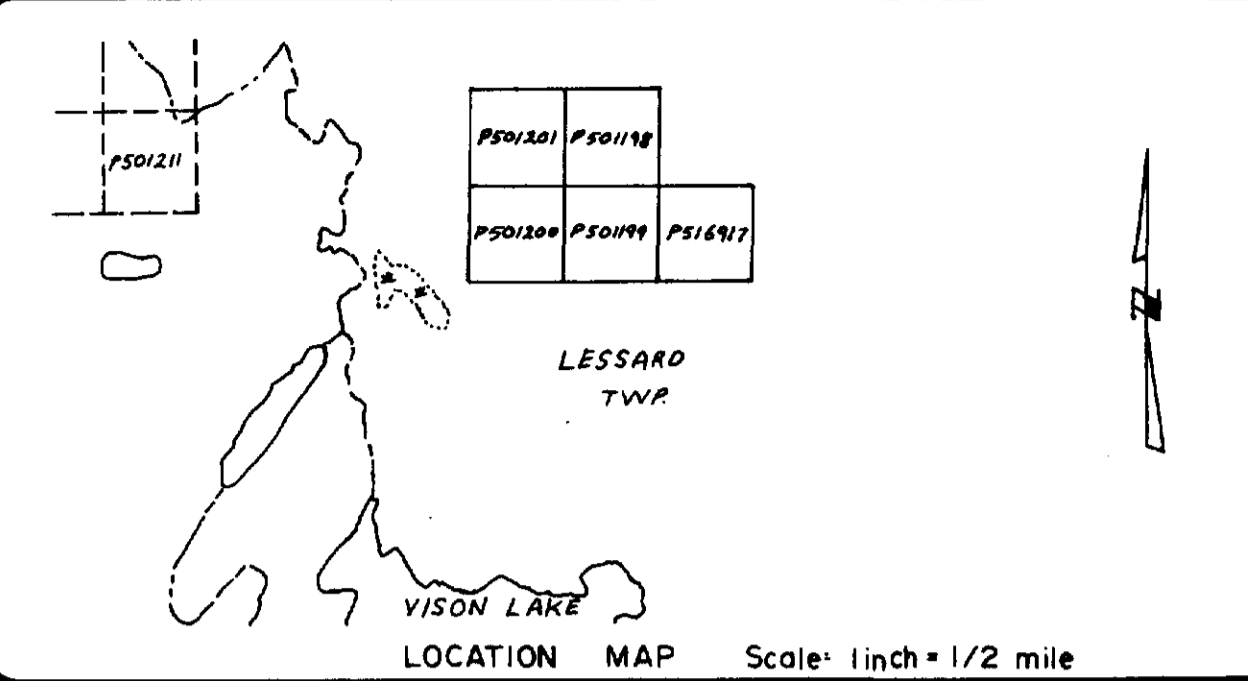 P501201 P501198
P501211
P501200 P501199 P516917
N
LESSARD
TWP.
VISON LAKE
LOCATION MAP Scale: 1 inch = 1/2 mile